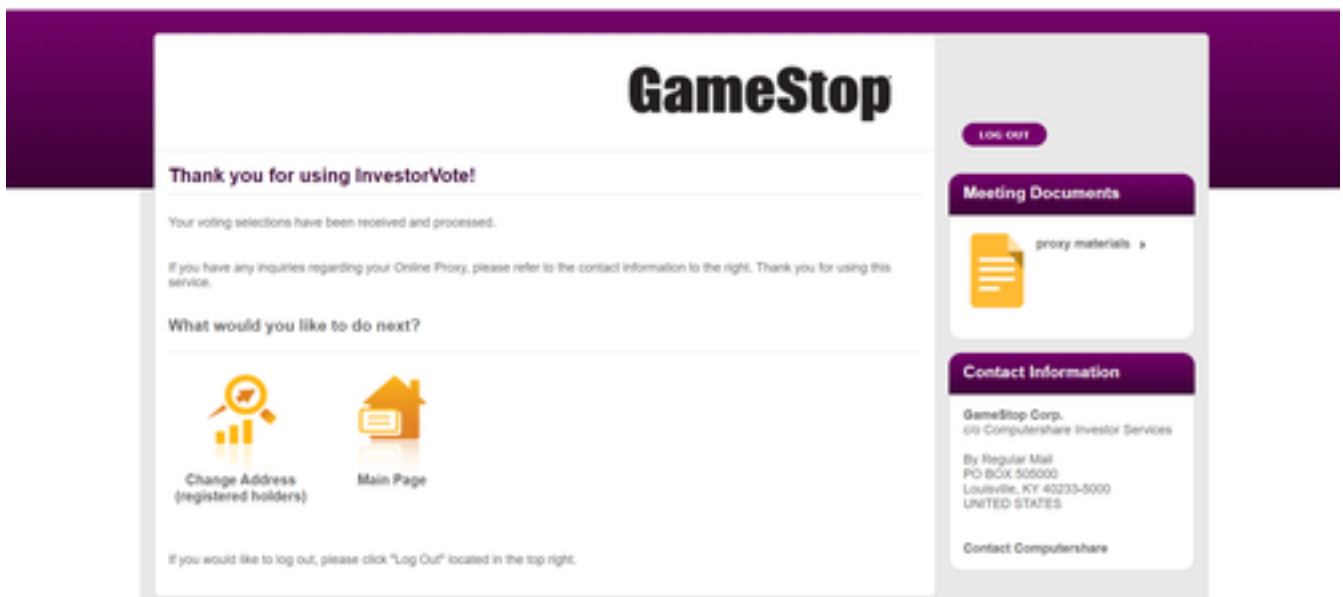 GameStop
LOG OUT
Thank you for using InvestorVote!
Your voting selections have been received and processed.
If you have any inquiries regarding your Online Proxy, please refer to the contact information to the right. Thank you for using this
service.
What would you like to do next?
Change Address
(registered holders)
Main Page
If you would like to log out, please click "Log Out" located in the top right.
Meeting Documents
proxy materials
Contact Information
GameStop Corp.
c/o Computershare Investor Services
By Regular Mail
PO BOX 505000
Louisville, KY 40233-5000
UNITED STATES
Contact Computershare